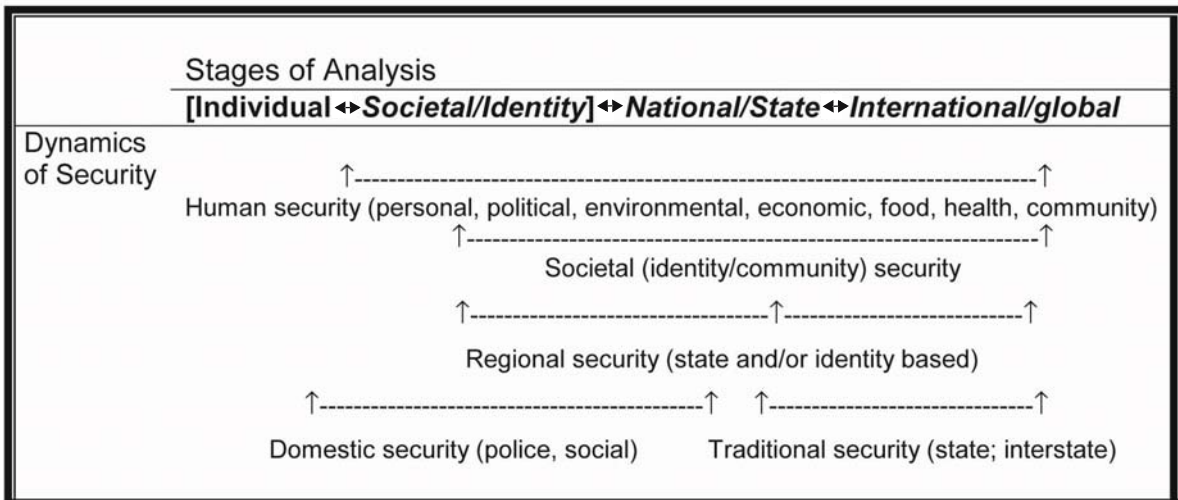 Stages of Analysis
[Individual ↔ Societal/Identity] ↔ National/State ↔ International/global
Dynamics
of Security
↑--------------------------------------------------------------------------------↑
Human security (personal, political, environmental, economic, food, health, community)
↑-------------------------------------------------------------------↑
Societal (identity/community) security
↑-----------------------------------↑----------------------------↑
Regional security (state and/or identity based)
↑---------------------------------------------↑ ↑-------------------------------↑
Domestic security (police, social) Traditional security (state; interstate)